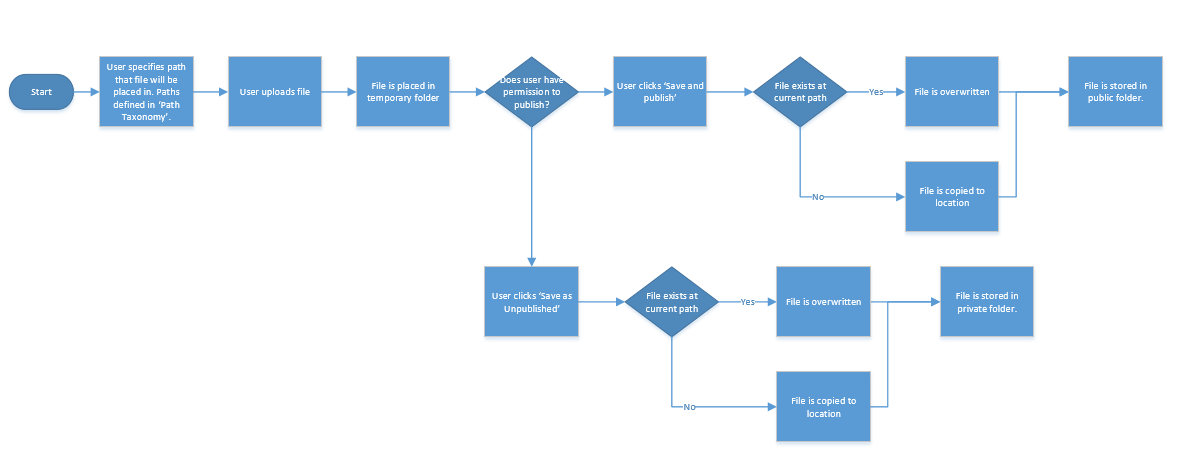 Start
User specifies path
that file will be
placed in. Paths
defined in ‘Path
Taxonomy’.
User uploads file
File is placed in
temporary folder
Does user have
permission to
publish?
User clicks ‘Save and
publish’
File exists at
current path
Yes
File is overwritten
File is stored in
public folder.
No
File is copied to
location
User clicks ‘Save as
Unpublished’
File exists at
current path
Yes
File is overwritten
File is stored in
private folder.
No
File is copied to
location